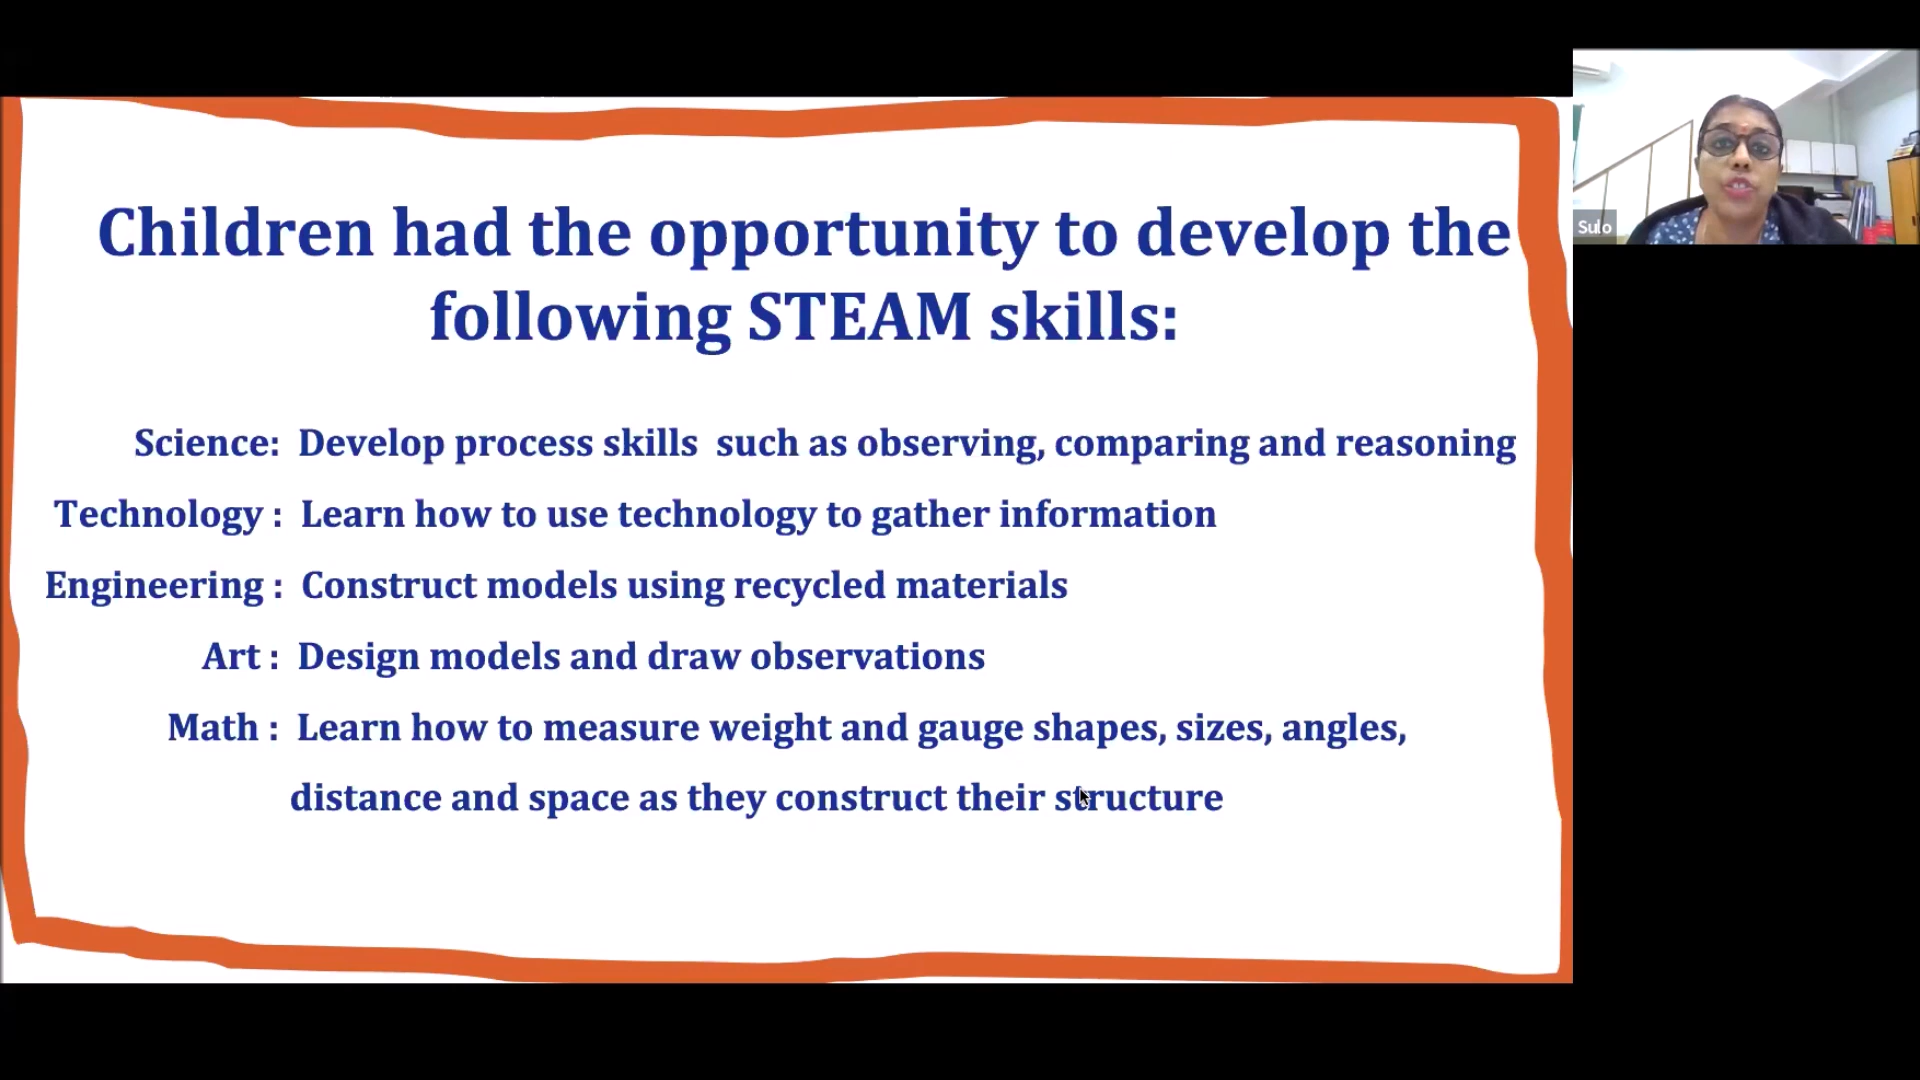 Children had the opportunity to develop the
following STEAM skills:
Science: Develop process skills such as observing, comparing and reasoning
Technology : Learn how to use technology to gather information
Engineering : Construct models using recycled materials
Art : Design models and draw observations
Math : Learn how to measure weight and gauge shapes, sizes, angles,
distance and space as they construct their structure
Sulo